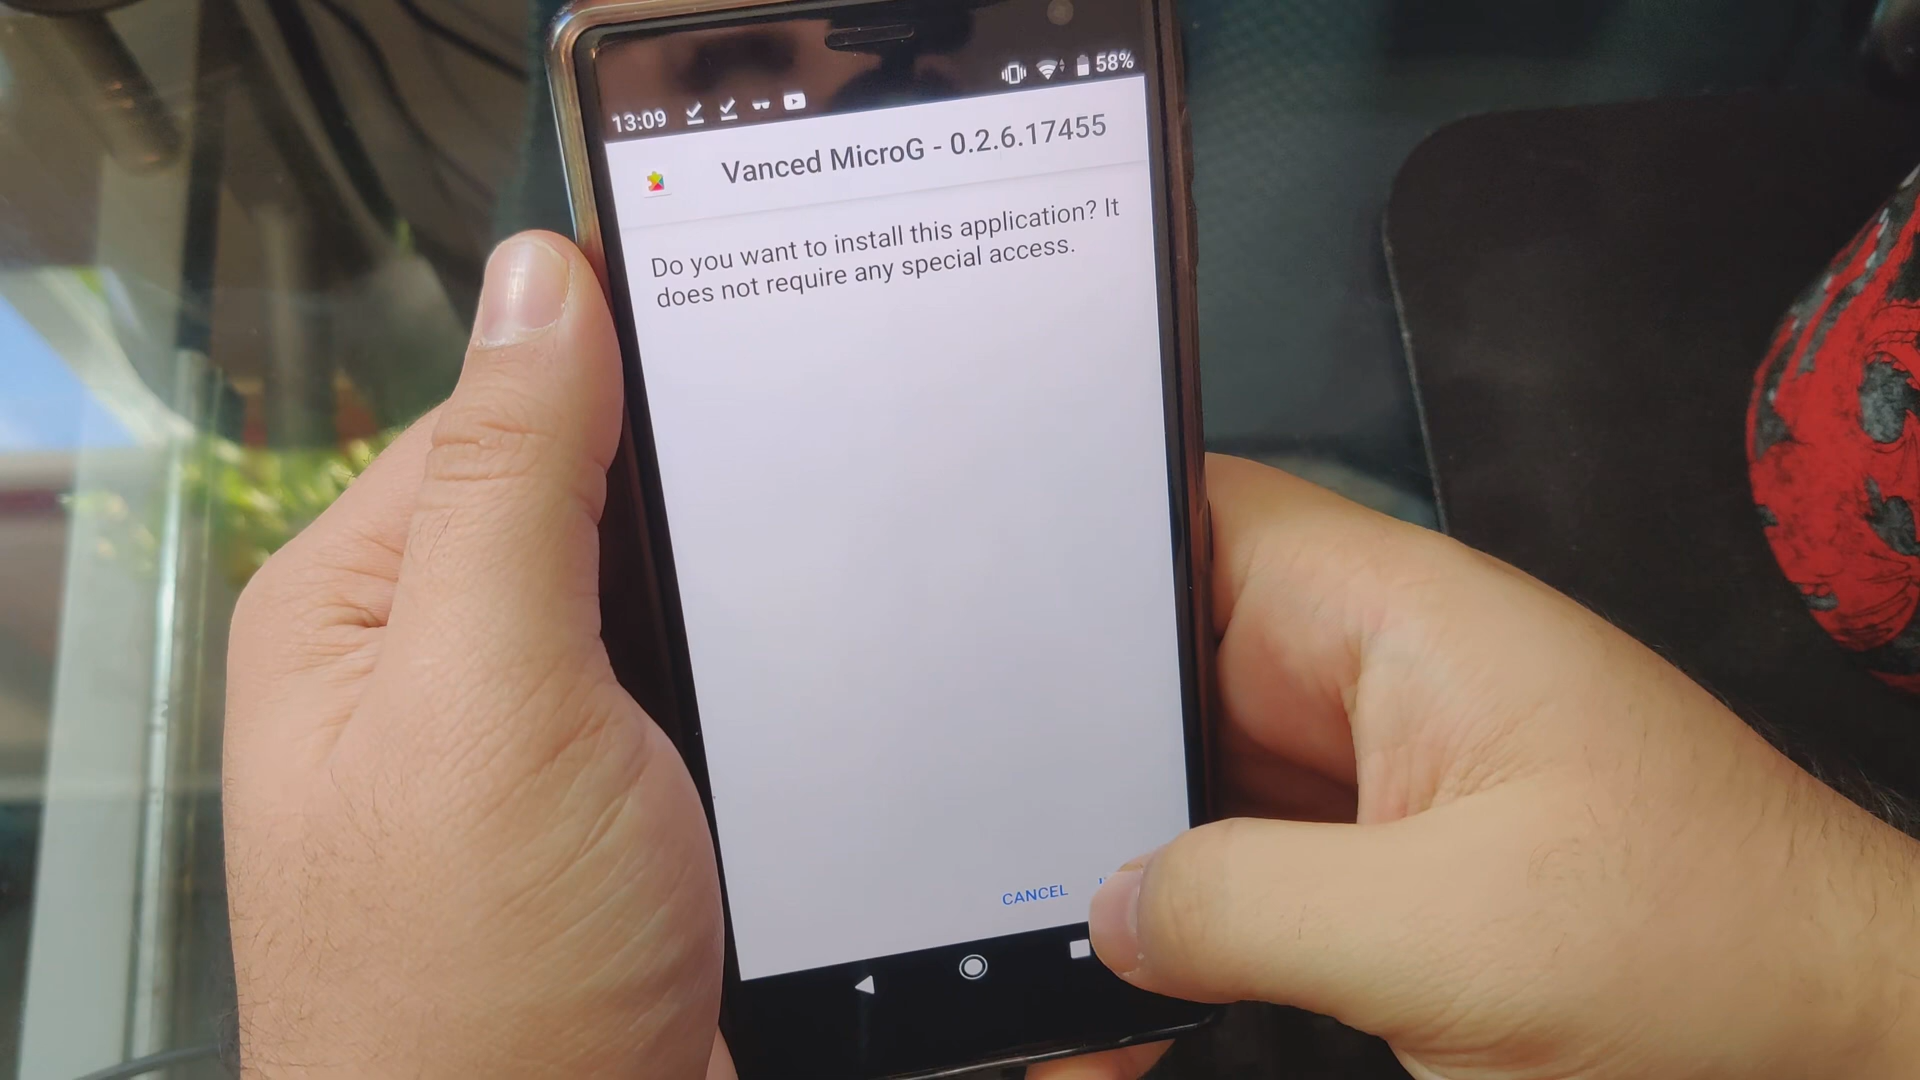 13:09
58%
Vanced MicroG - 0.2.6.17455
Do you want to install this application? It
does not require any special access.
CANCEL